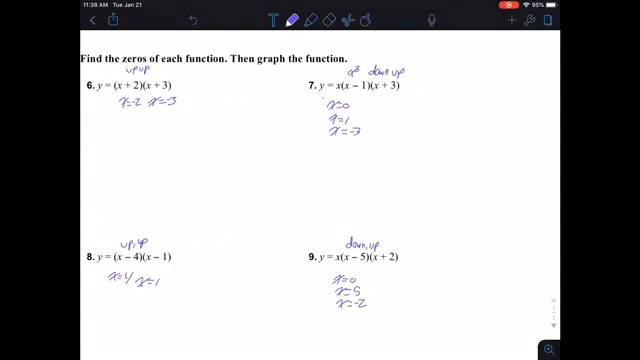 11:38 AM Tue Jan 21
95%
Find the zeros of each function. Then graph the function.
up up
6. y = (x + 2)(x + 3)
x=-2 x=-3
x³ down up
7. y = x(x − 1)(x + 3)
x=0
x=1
x=-3
up, up
8. y = (x − 4)(x − 1)
x=4 x=1
down, up
9. y = x(x − 5)(x + 2)
x=0
x=5
x=-2